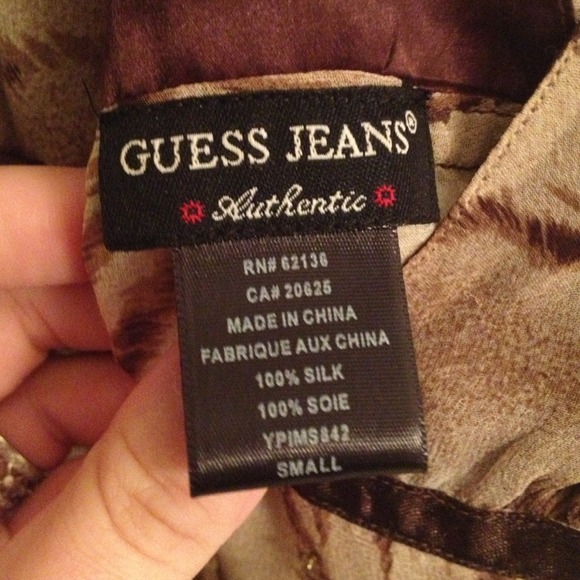 GUESS JEANS®
Authentic
RN# 62136
CA# 20625
MADE IN CHINA
FABRIQUE AUX CHINA
100% SILK
100% SOIE
YPIMS842
SMALL